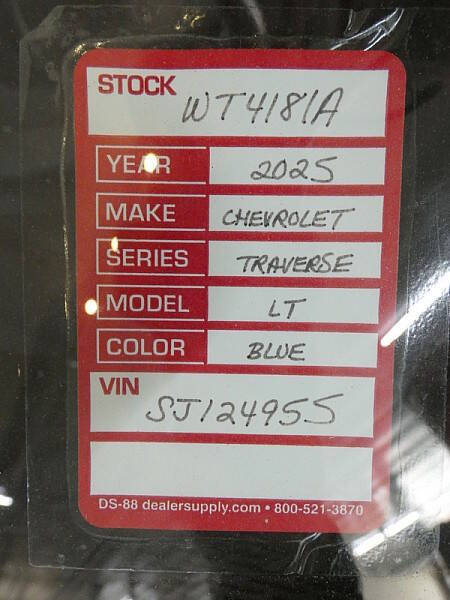 STOCK
WT4181A
YEAR 2025
MAKE CHEVROLET
SERIES TRAVERSE
MODEL LT
COLOR BLUE
VIN
SJ124955
DS-88 dealersupply.com • 800-521-3870